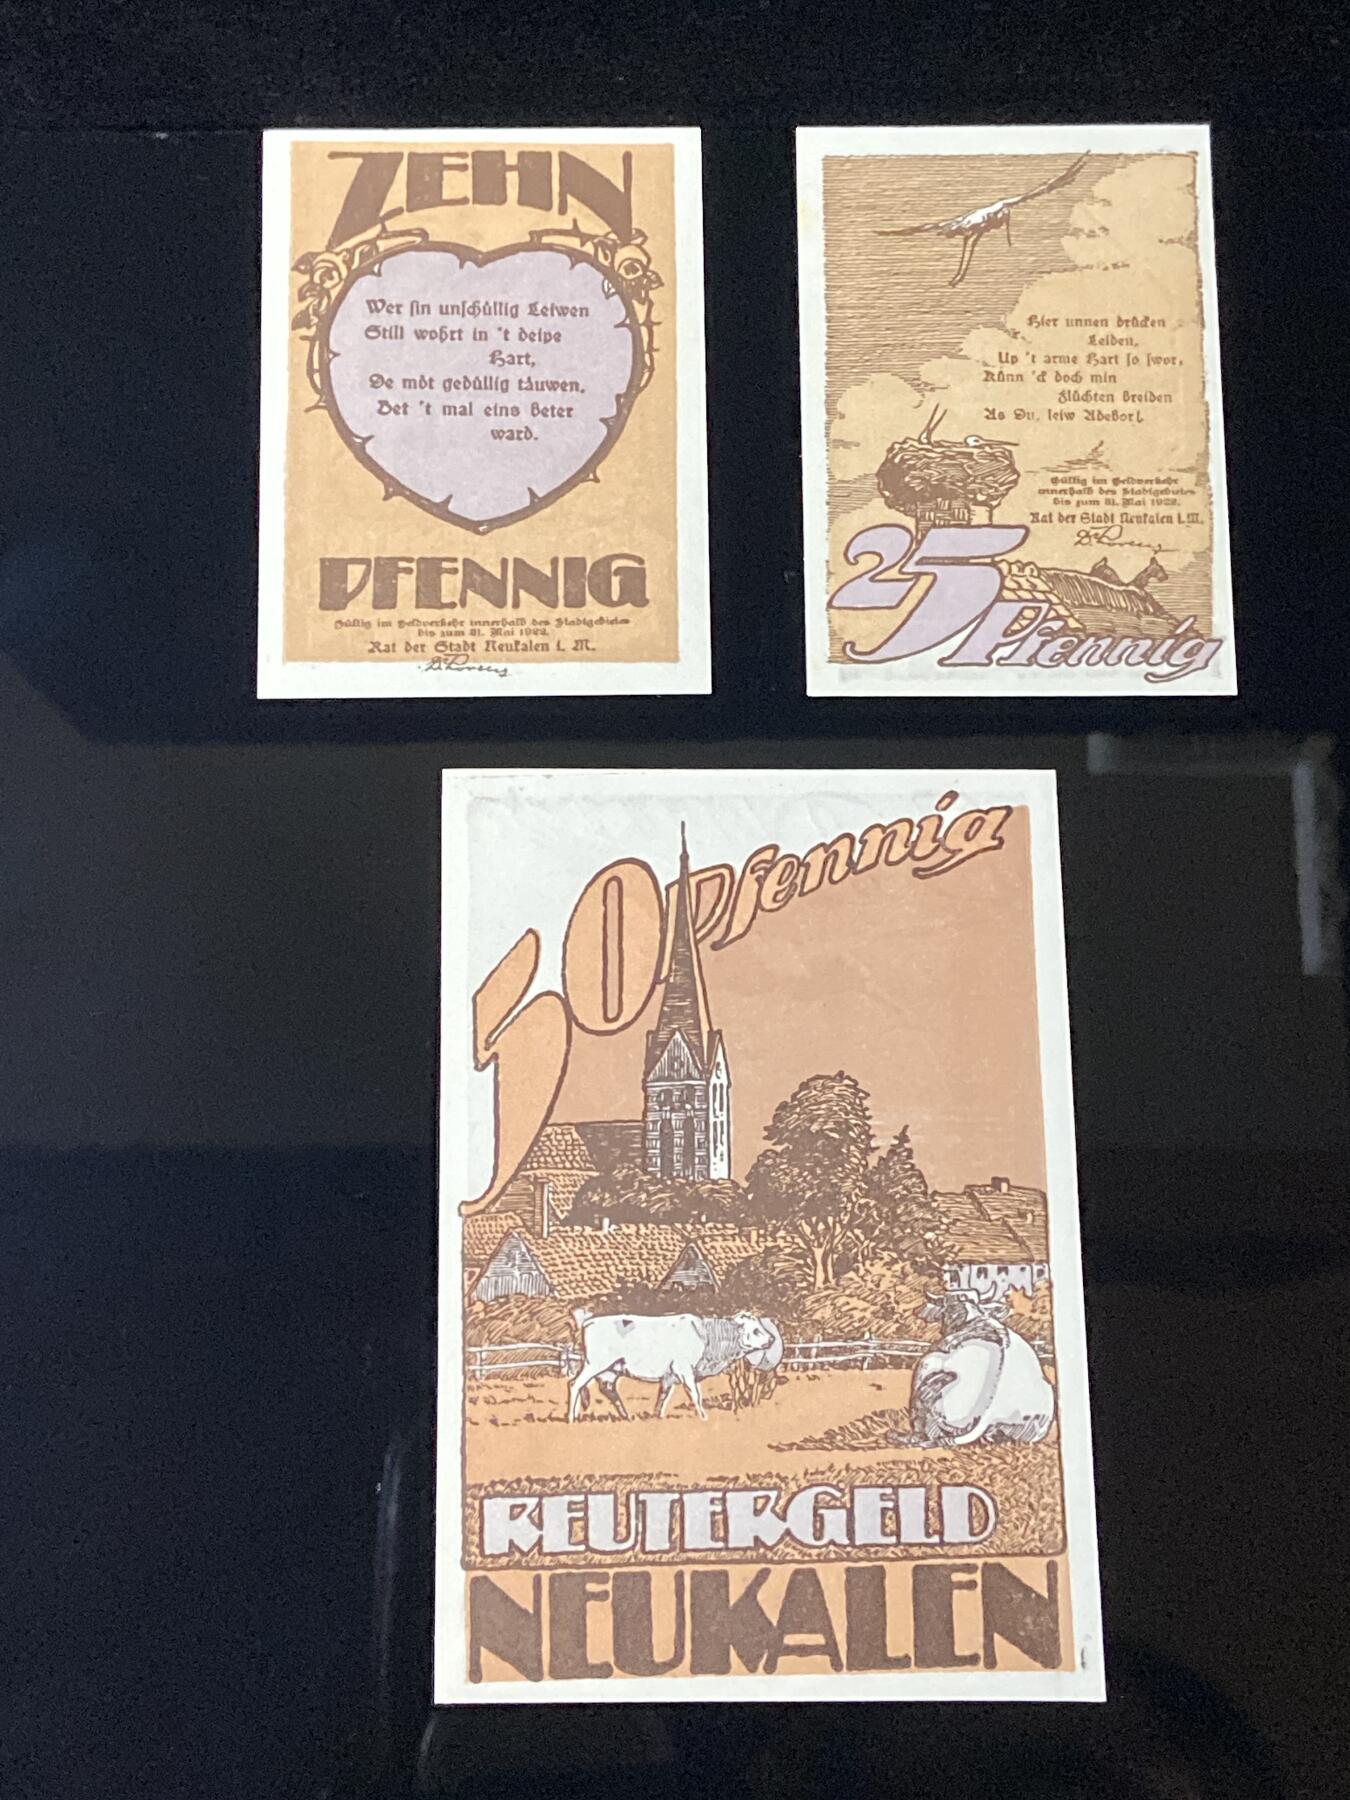 ZEHN
Wer sin unschüllig Leiwen
Still wohrt in 't deipe
Hart,
De möt gedüllig täuwen,
Bet 't mal eins beter
ward.
PFENNIG
Gültig im Geldverkehr innerhalb des Stadtgebietes
bis zum 31. Mai 1922.
Rat der Stadt Neukalen i. M.
Hier unnen drücken
Leiden,
Up 't arme Hart so swor,
Künn 'ck doch min
Flüchten breiden
As Du, leiw Adebor!
Gültig im Geldverkehr
innerhalb des Stadtgebietes
bis zum 31. Mai 1922.
Rat der Stadt Neukalen i. M.
25
Pfennig
50 Pfennig
REUTERGELD
NEUKALEN